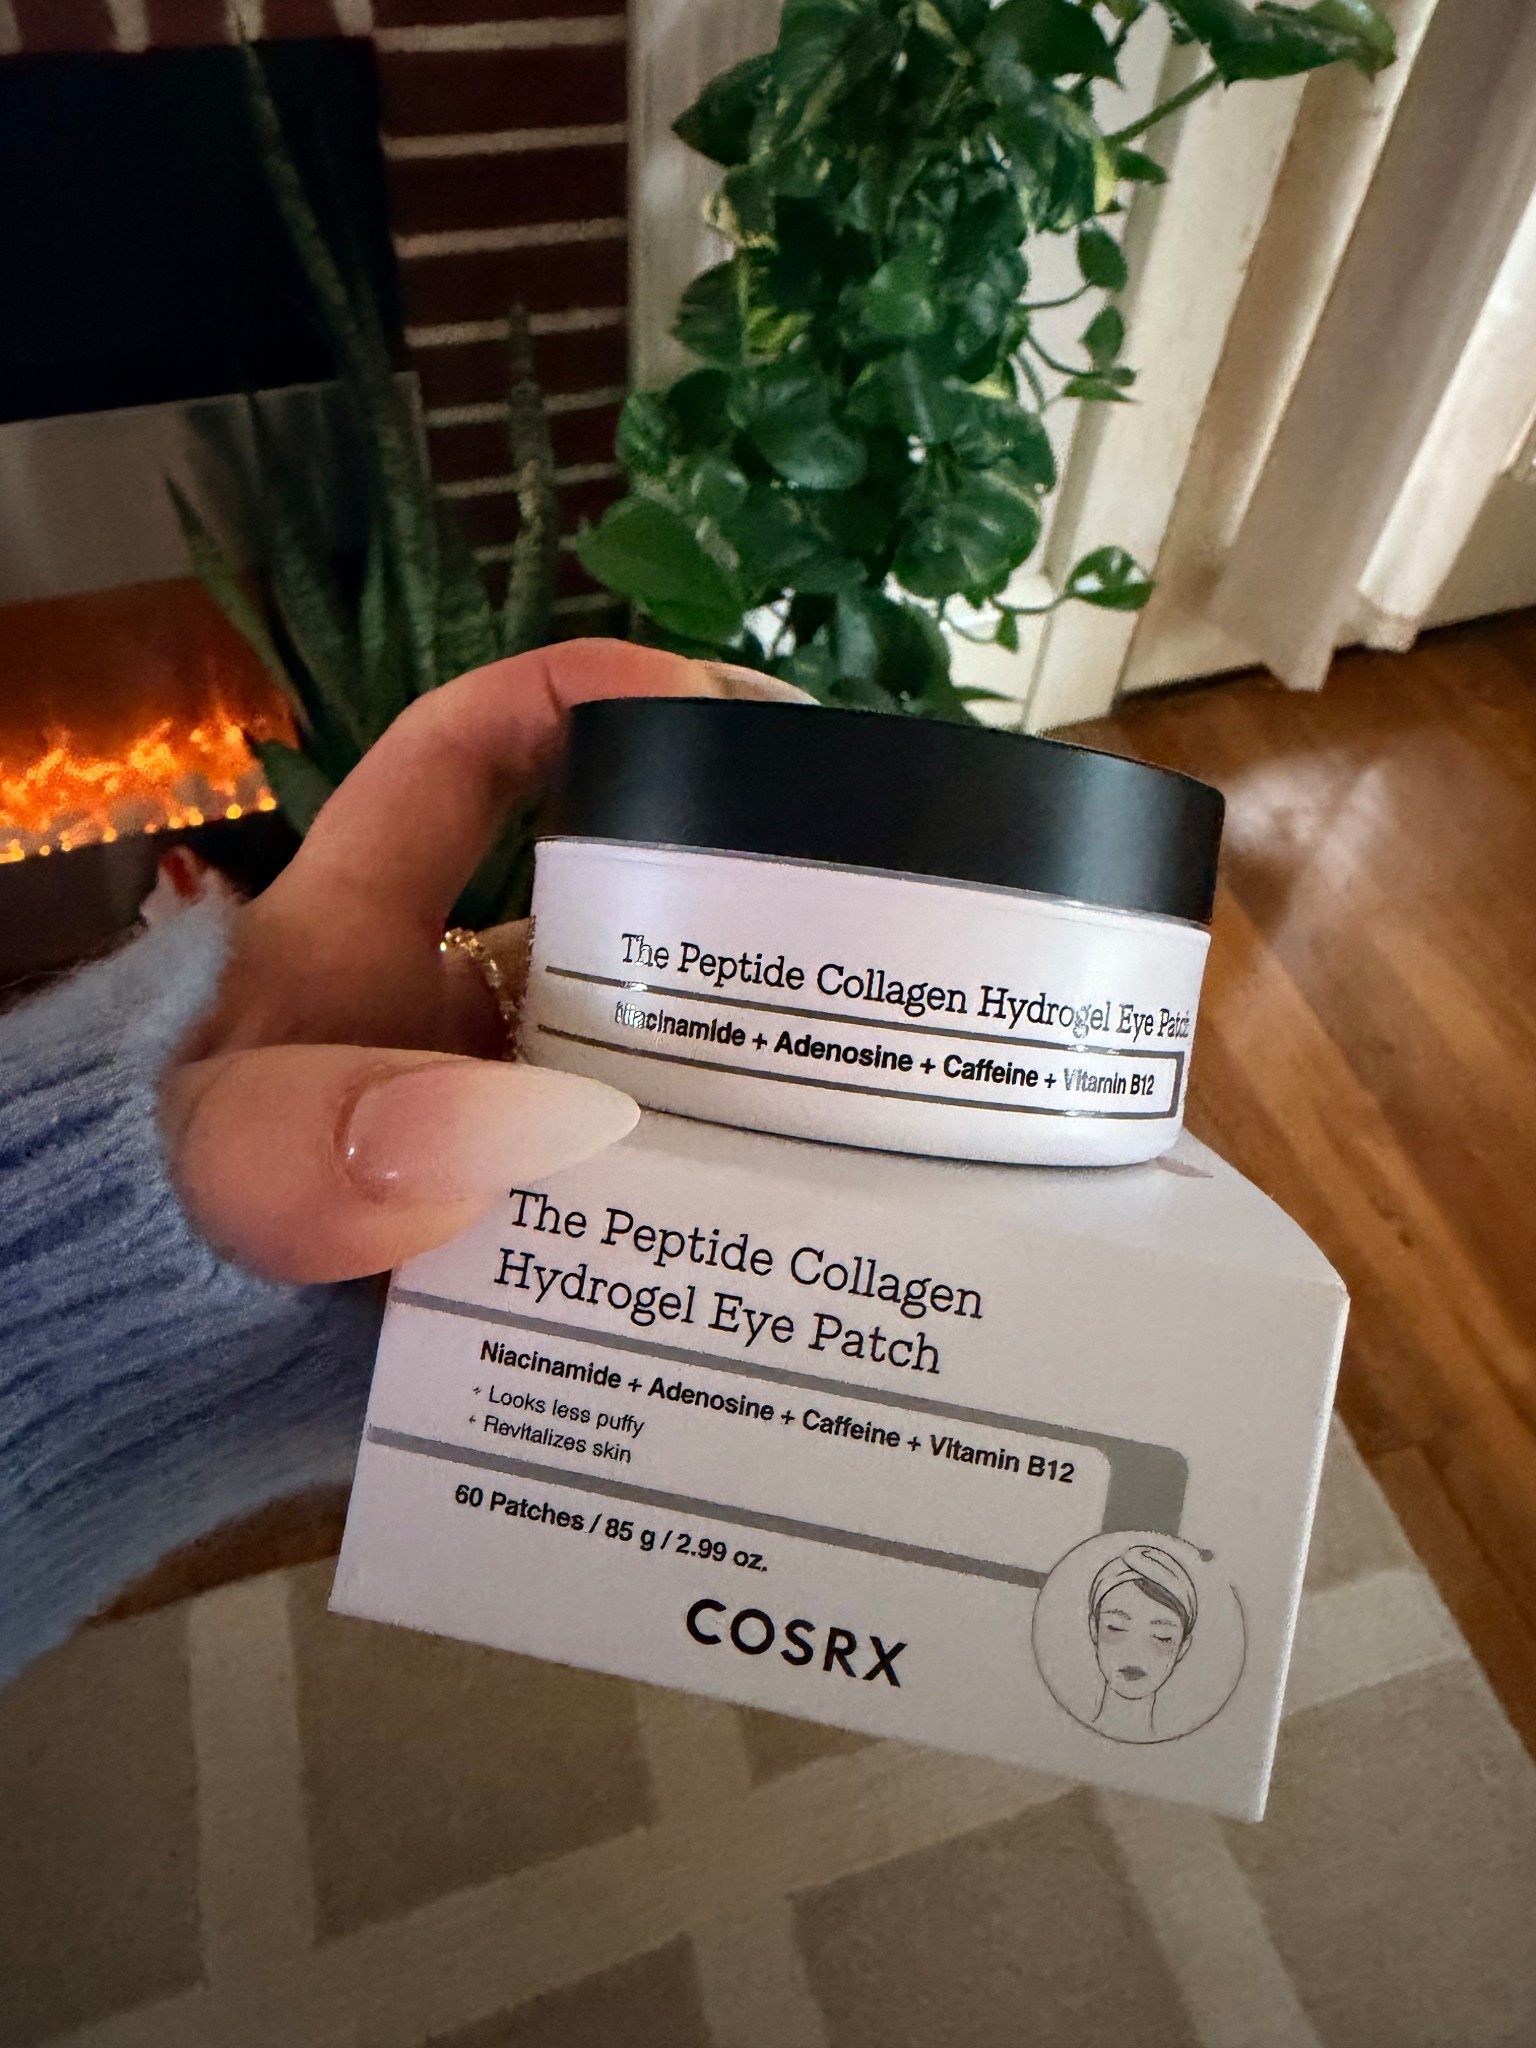 The Peptide Collagen Hydrogel Eye Patch
Niacinamide + Adenosine + Caffeine + Vitamin B12
The Peptide Collagen
Hydrogel Eye Patch
Niacinamide + Adenosine + Caffeine + Vitamin B12
+ Looks less puffy
+ Revitalizes skin
60 Patches / 85 g / 2.99 oz.
COSRX